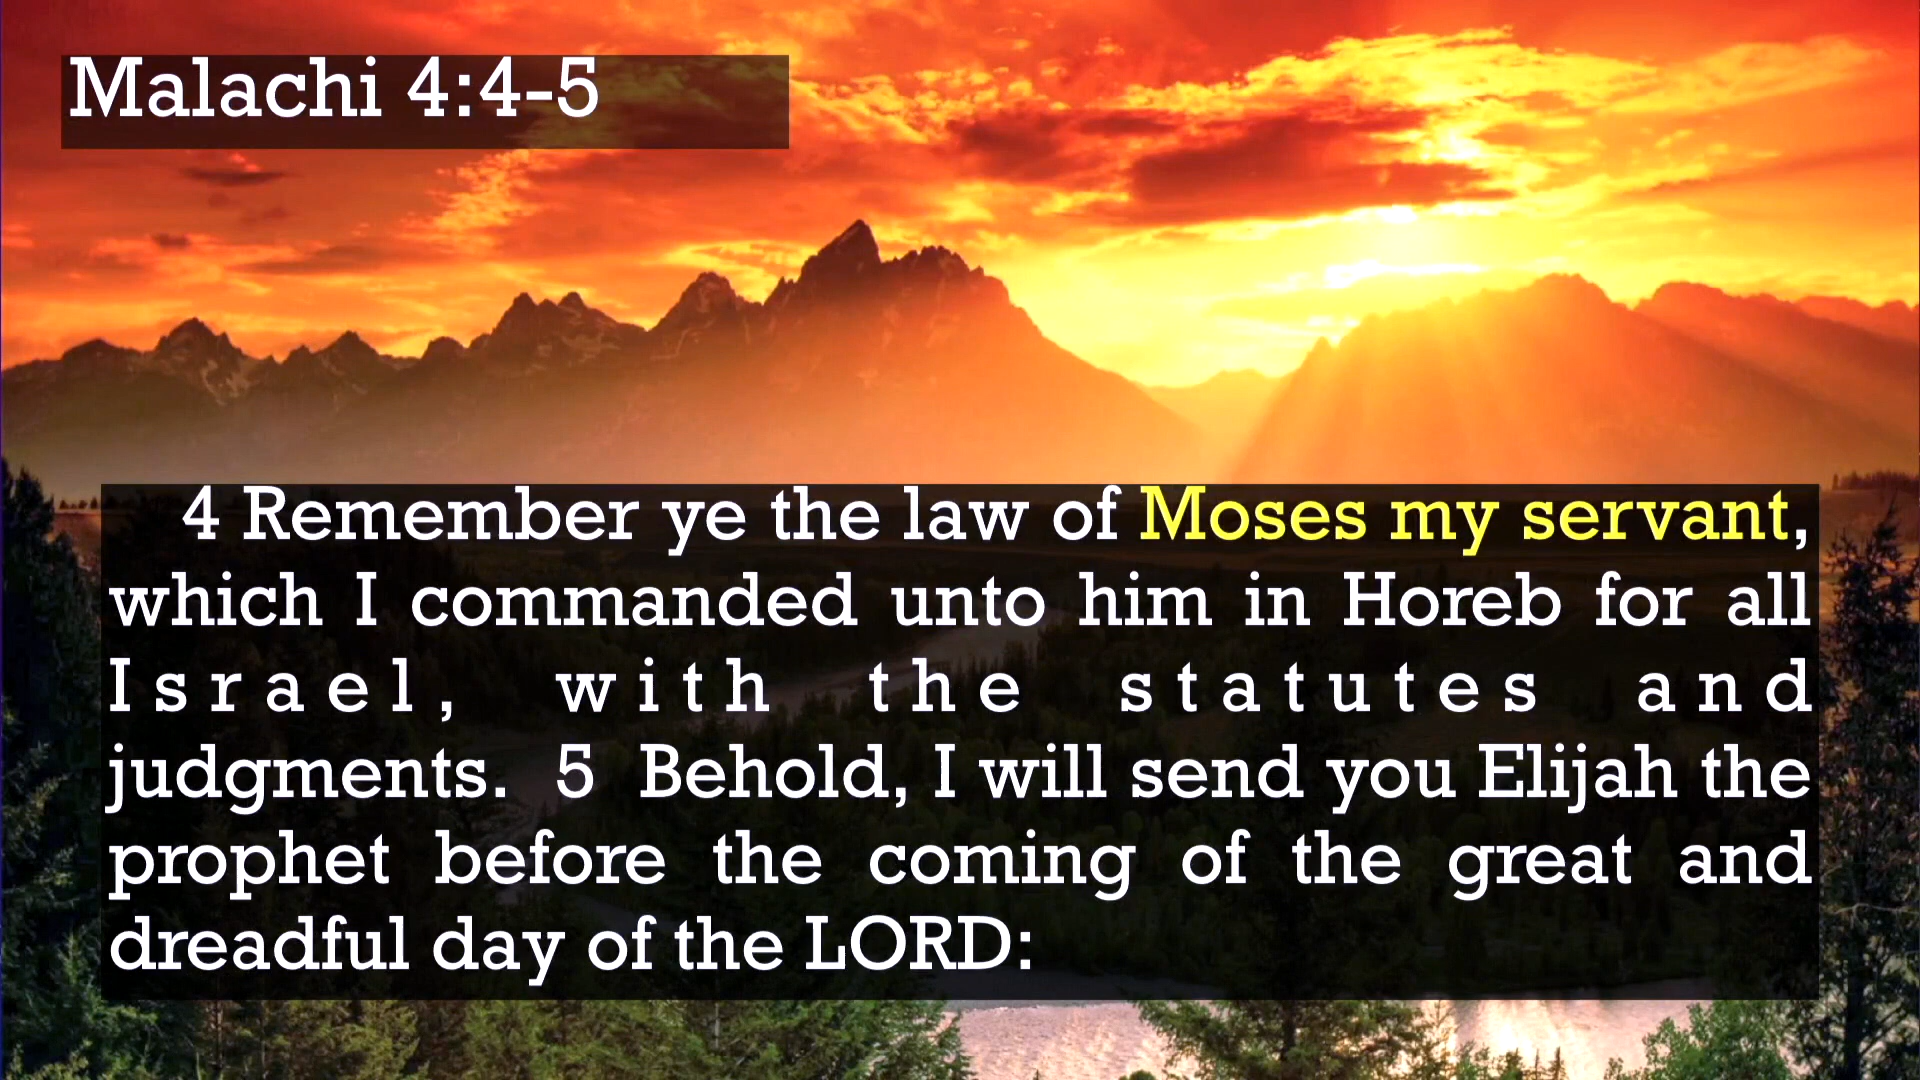 Malachi 4:4-5
4 Remember ye the law of Moses my servant,
which I commanded unto him in Horeb for all
Israel, with the statutes and
judgments. 5 Behold, I will send you Elijah the
prophet before the coming of the great and
dreadful day of the LORD: